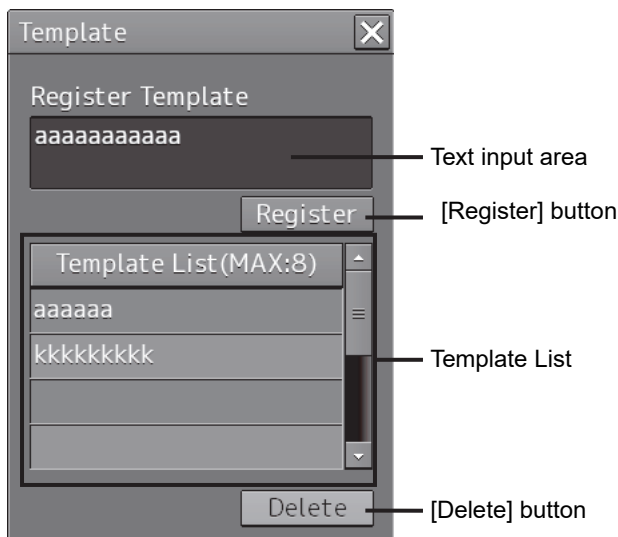 Template
Register Template
aaaaaaaaaaa
Text input area
Register
[Register] button
Template List(MAX:8)
aaaaaa
kkkkkkkkk
Template List
Delete
[Delete] button